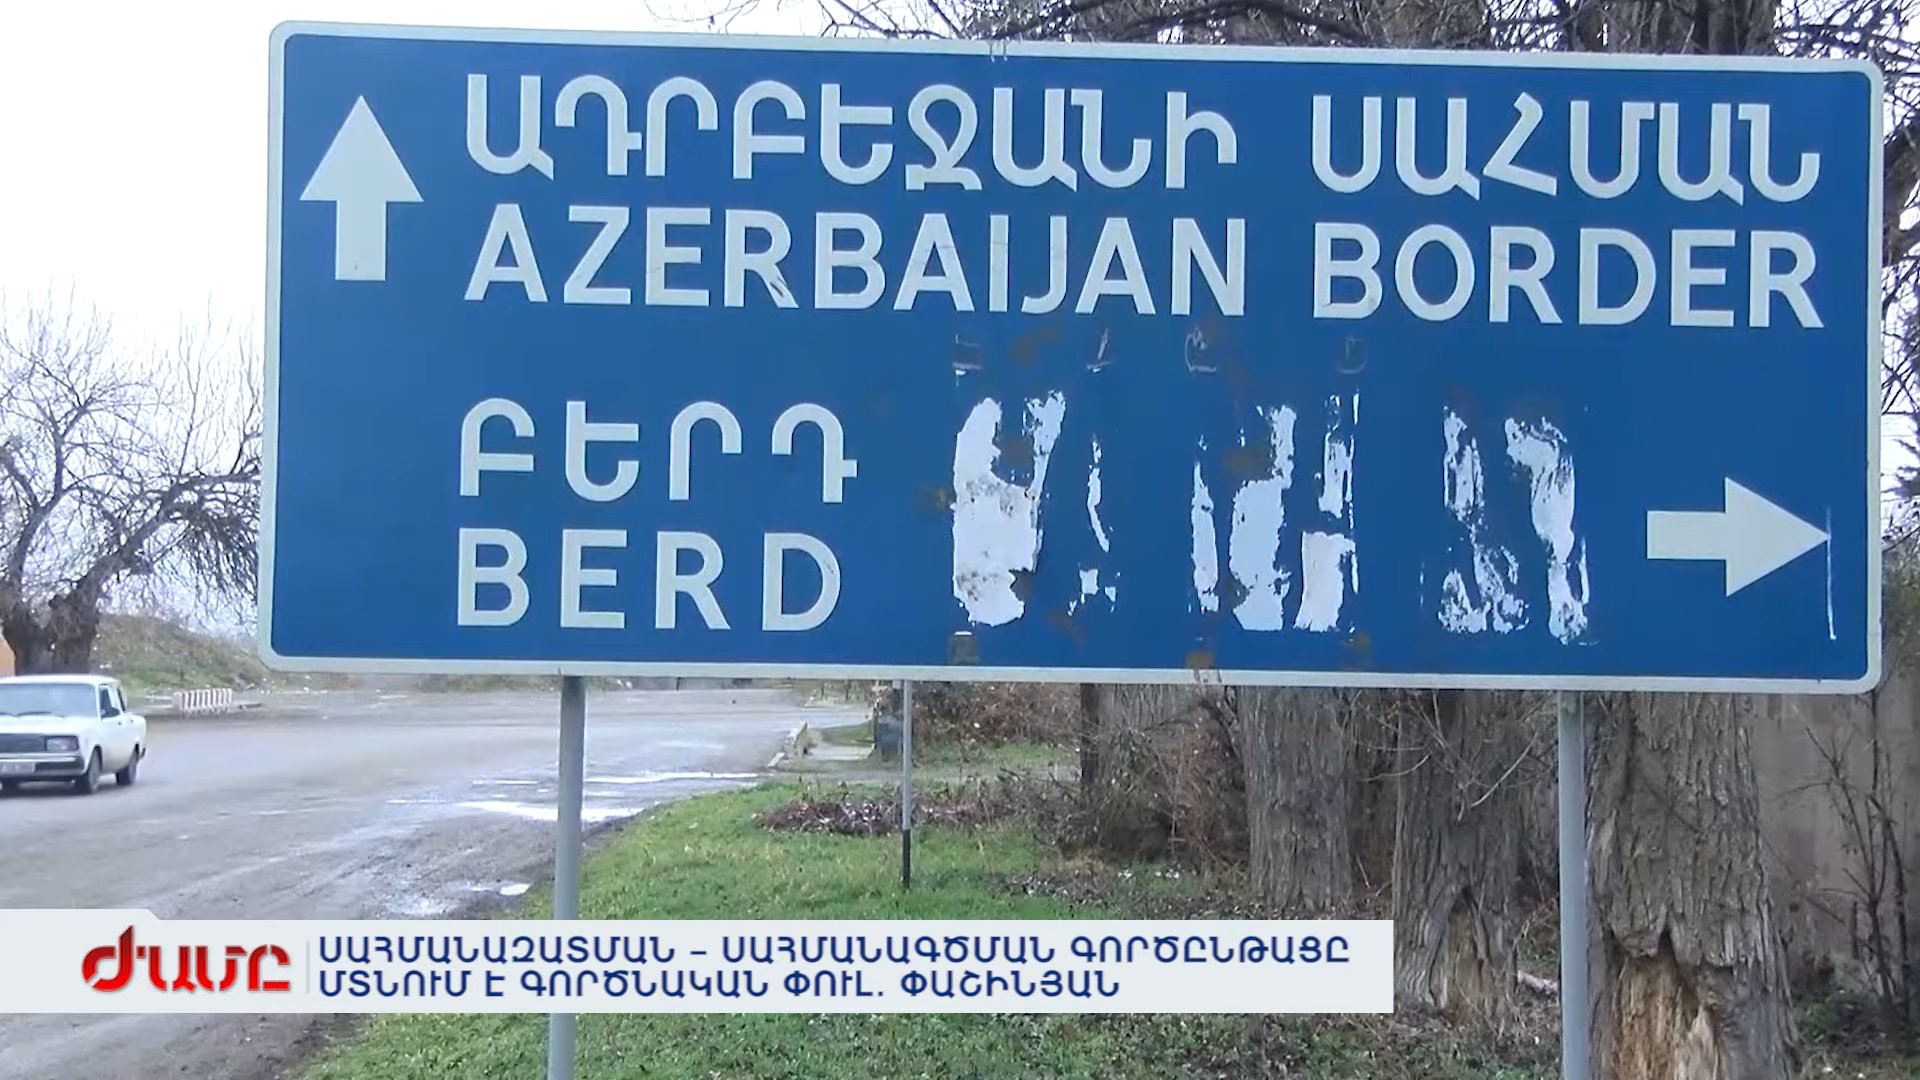 ԱԴՐԲԵՋԱՆԻ ՍԱՀՄԱՆ
AZERBAIJAN BORDER
ԲԵՐԴ
BERD
ԺԱՄԸ
ՍԱՀՄԱՆԱԶԱՏՄԱՆ – ՍԱՀՄԱՆԱԳԾՄԱՆ ԳՈՐԾԸՆԹԱՑԸ
ՄՏՆՈՒՄ Է ԳՈՐԾՆԱԿԱՆ ՓՈՒԼ. ՓԱՇԻՆՅԱՆ